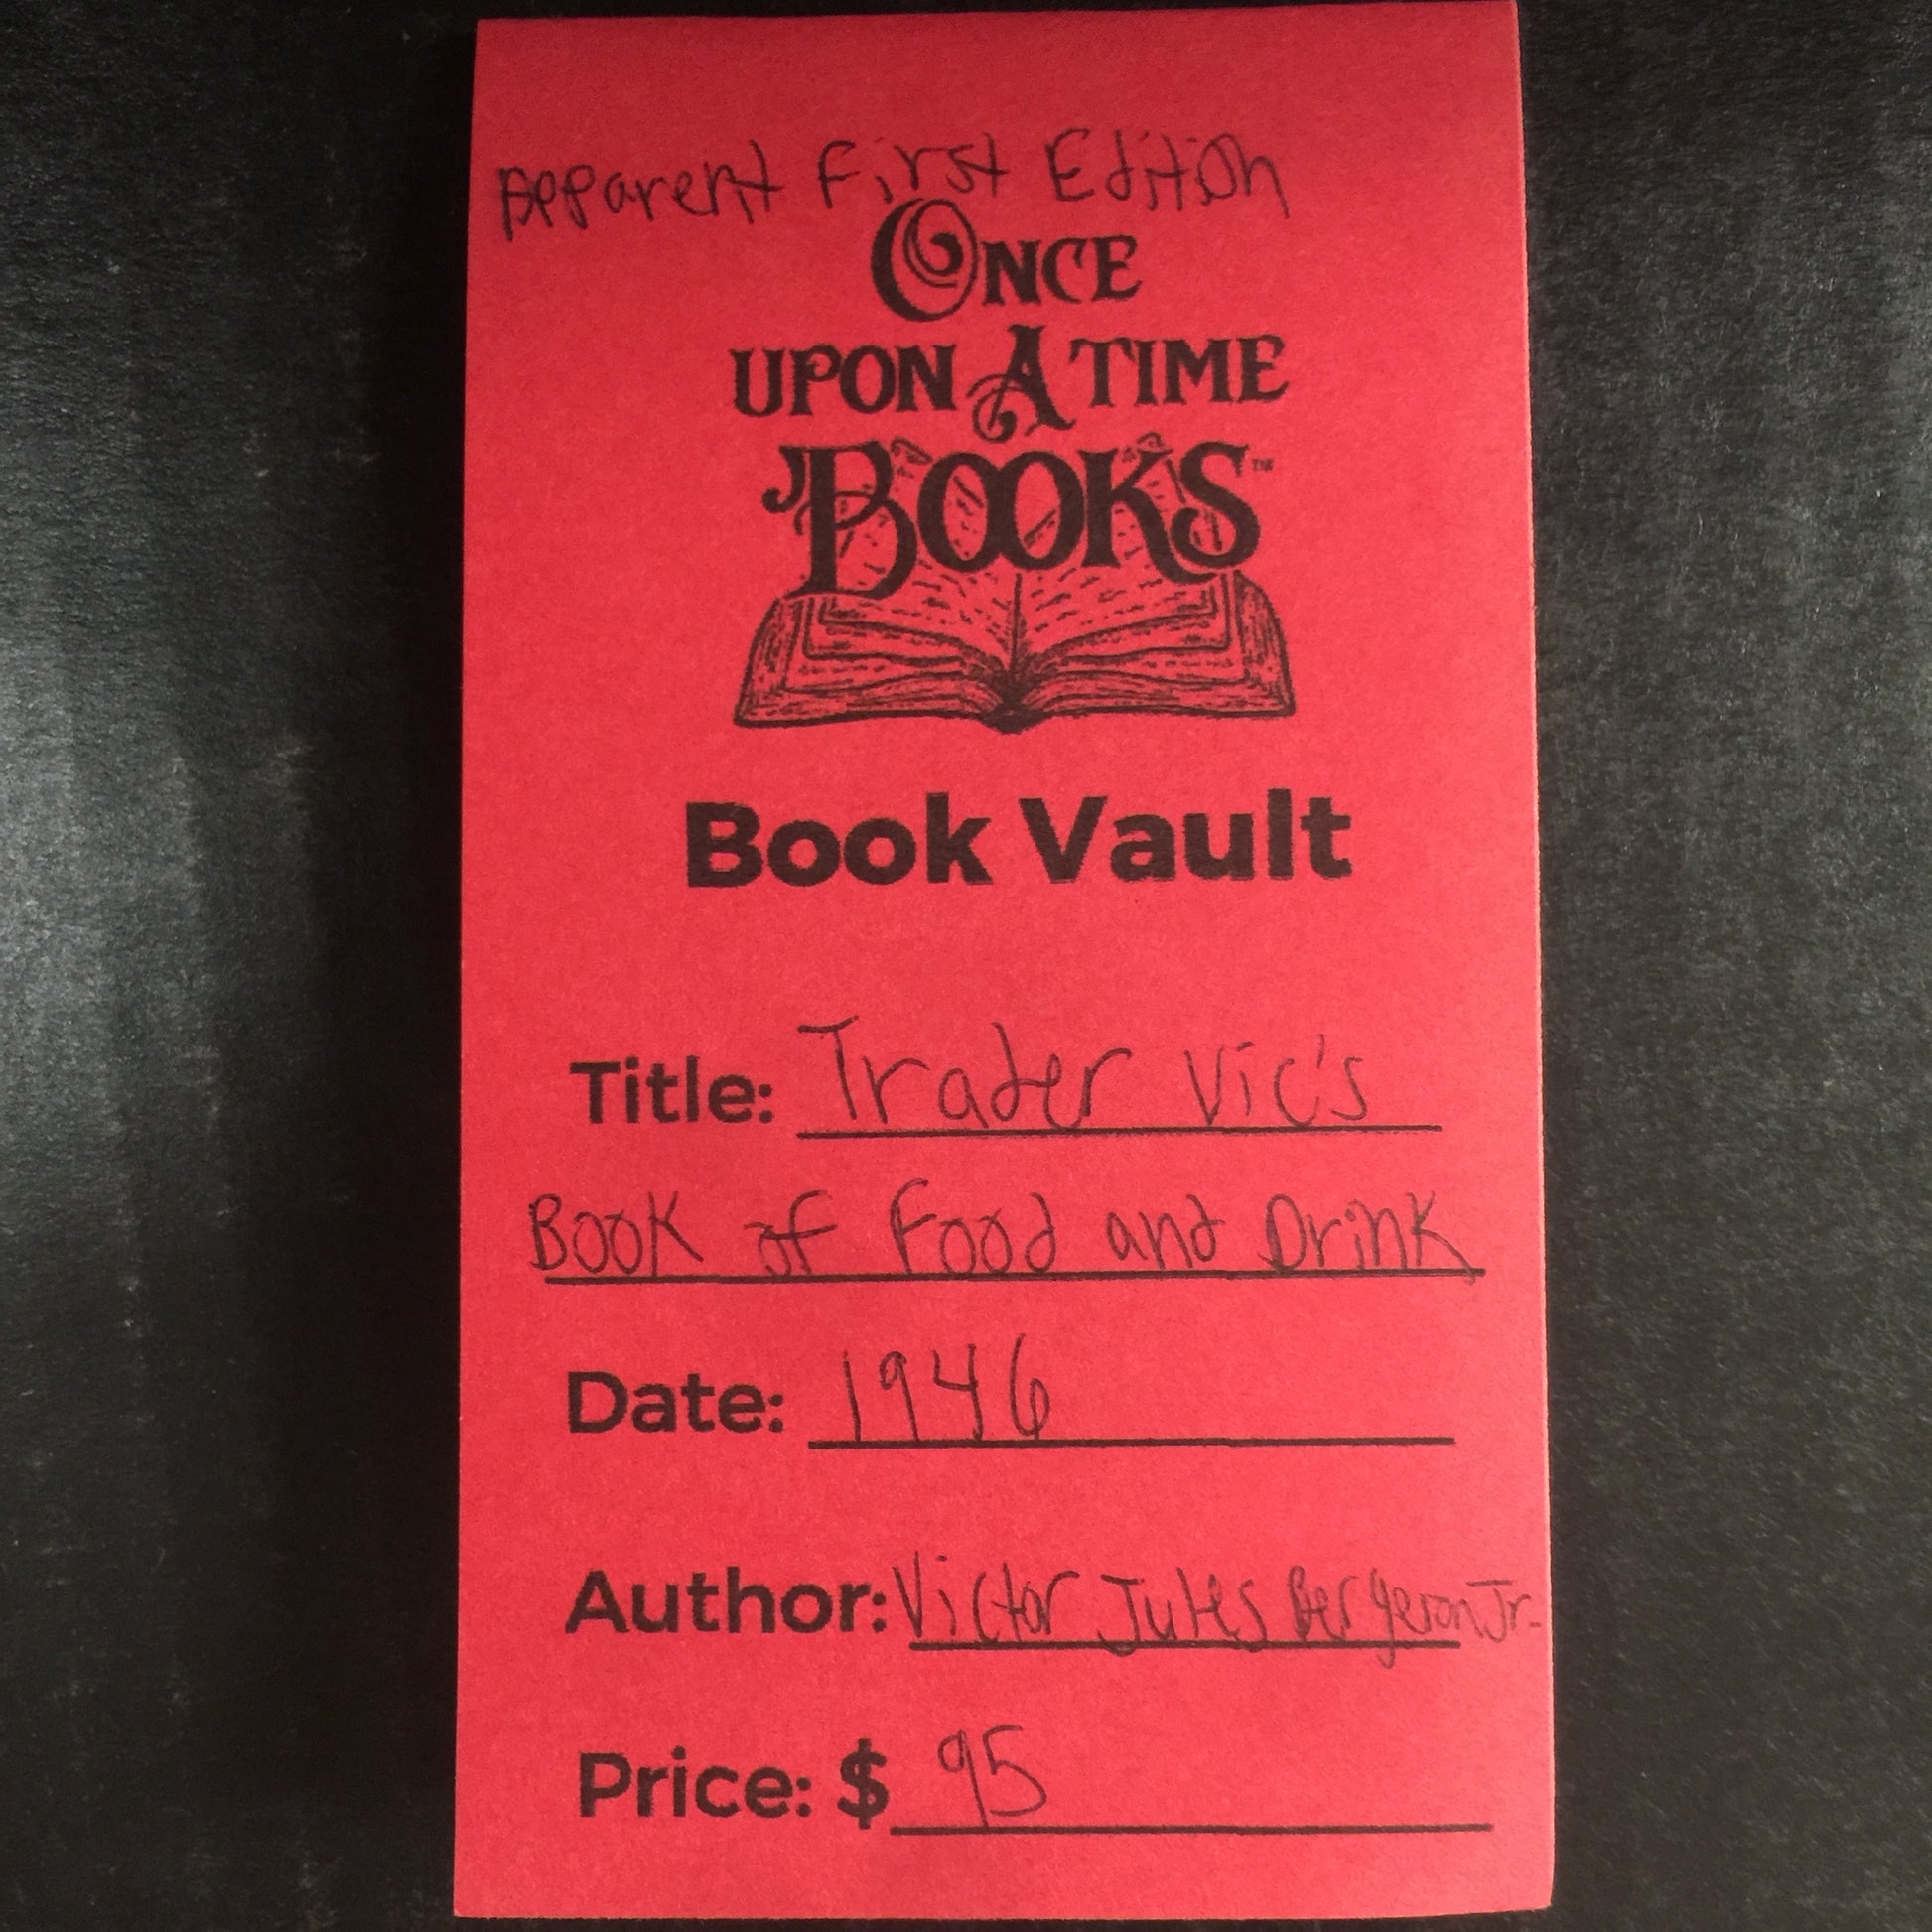 Apparent First Edition
ONCE
UPON A TIME
BOOKS™
Book Vault
Title: Trader Vic's
Book of Food and Drink
Date: 1946
Author: Victor Jules Bergeron Jr.
Price: $ 95